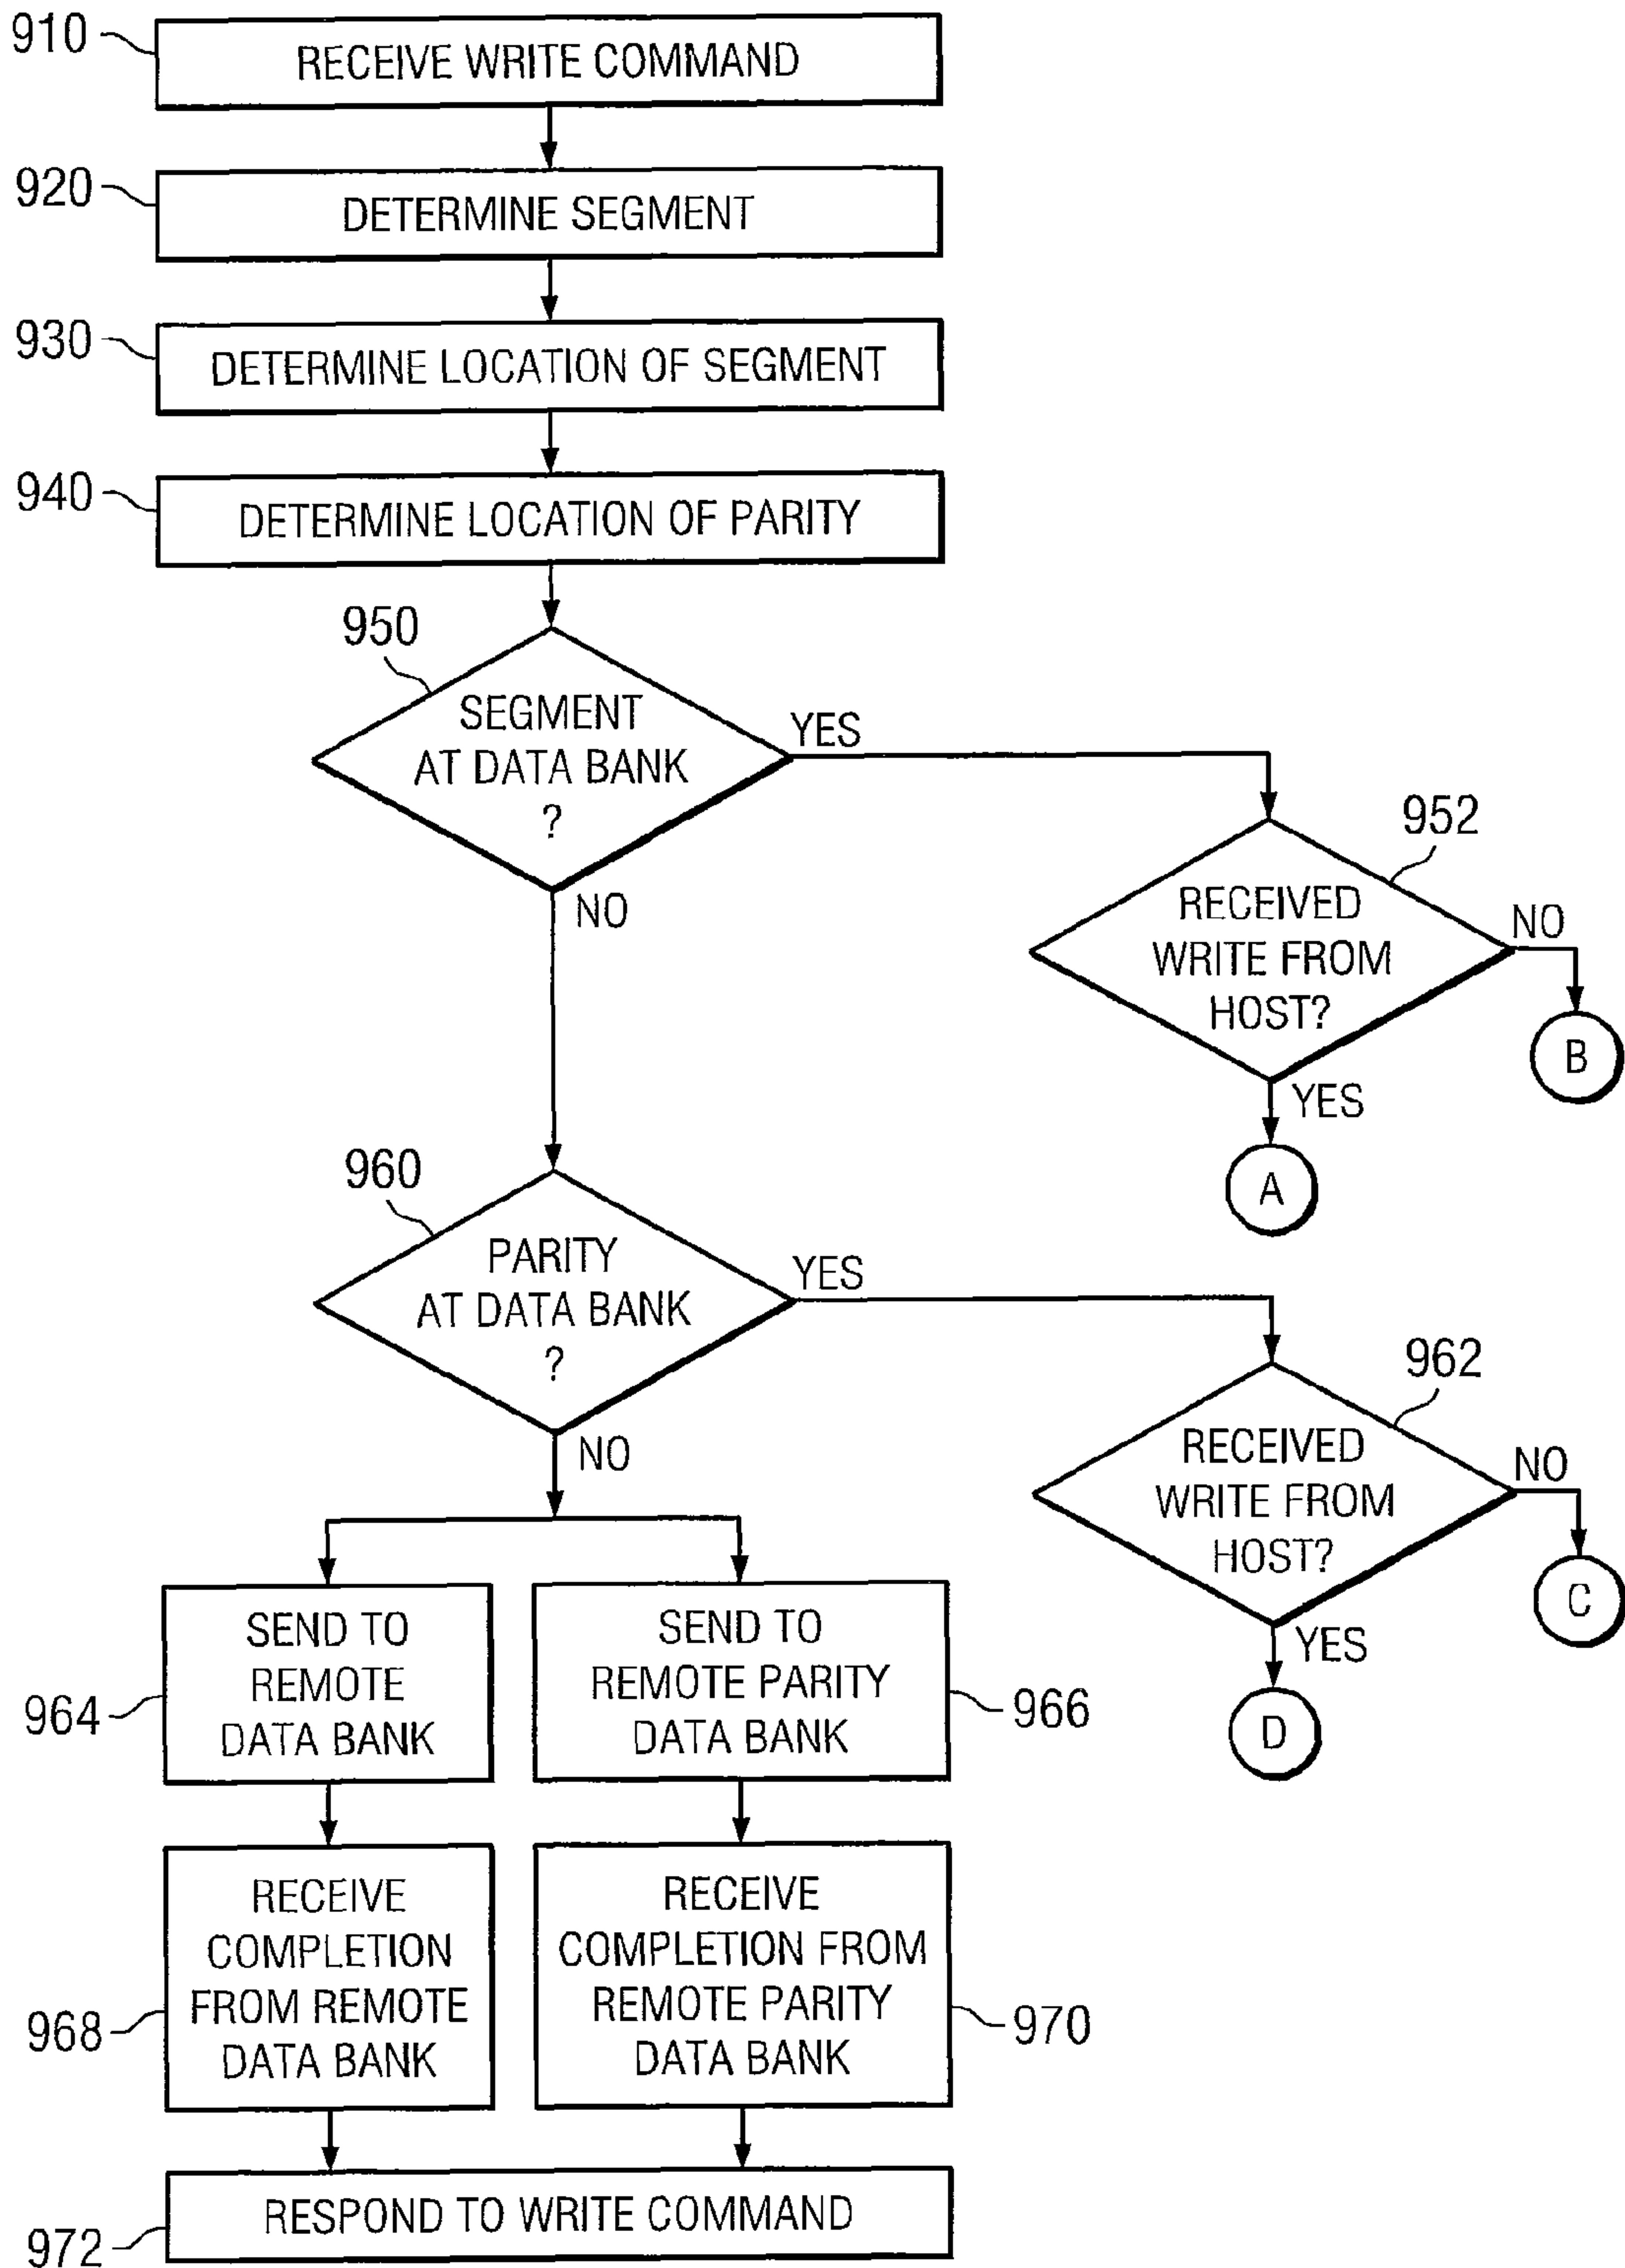 910
RECEIVE WRITE COMMAND
920
DETERMINE SEGMENT
930
DETERMINE LOCATION OF SEGMENT
940
DETERMINE LOCATION OF PARITY
950
SEGMENT
AT DATA BANK
?
YES
NO
952
RECEIVED
WRITE FROM
HOST?
NO
B
YES
A
960
PARITY
AT DATA BANK
?
YES
NO
962
RECEIVED
WRITE FROM
HOST?
NO
C
YES
D
964
SEND TO
REMOTE
DATA BANK
SEND TO
REMOTE PARITY
DATA BANK
966
968
RECEIVE
COMPLETION
FROM REMOTE
DATA BANK
RECEIVE
COMPLETION FROM
REMOTE PARITY
DATA BANK
970
972
RESPOND TO WRITE COMMAND